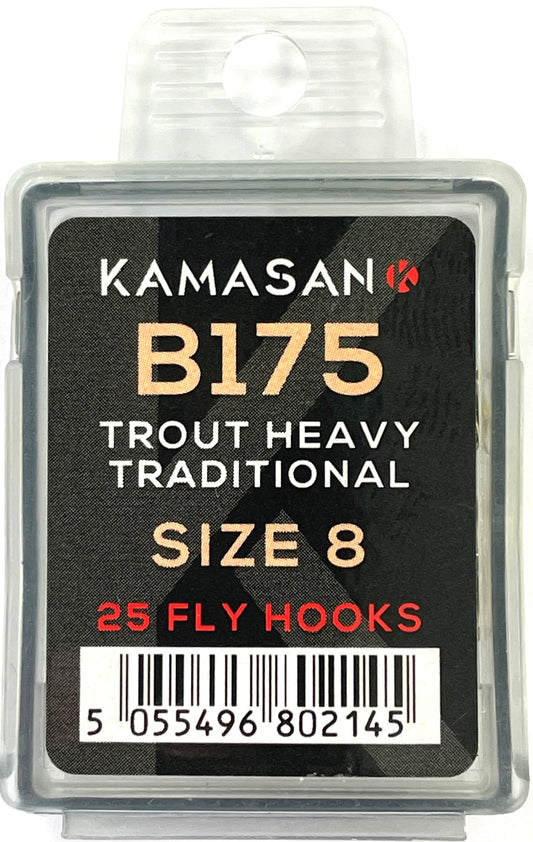 KAMASAN
B175
TROUT HEAVY
TRADITIONAL
SIZE 8
25 FLY HOOKS
5 055496 802145